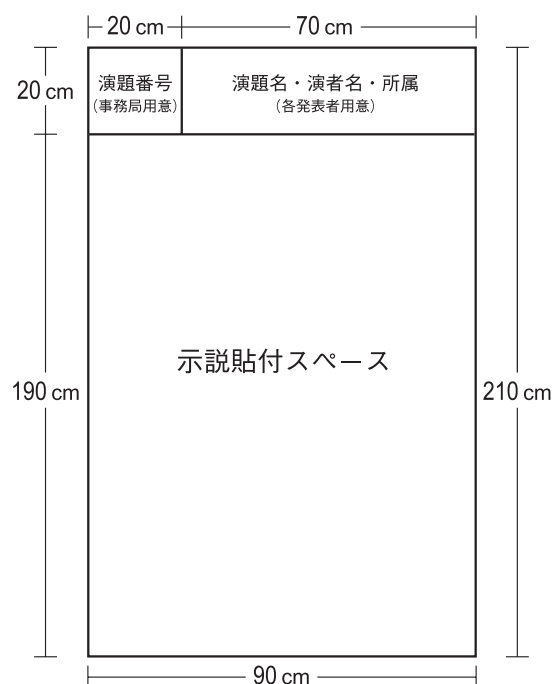 20 cm
70 cm
20 cm
演題番号
(事務局用意)
演題名・演者名・所属
(各発表者用意)
示説貼付スペース
190 cm
210 cm
90 cm